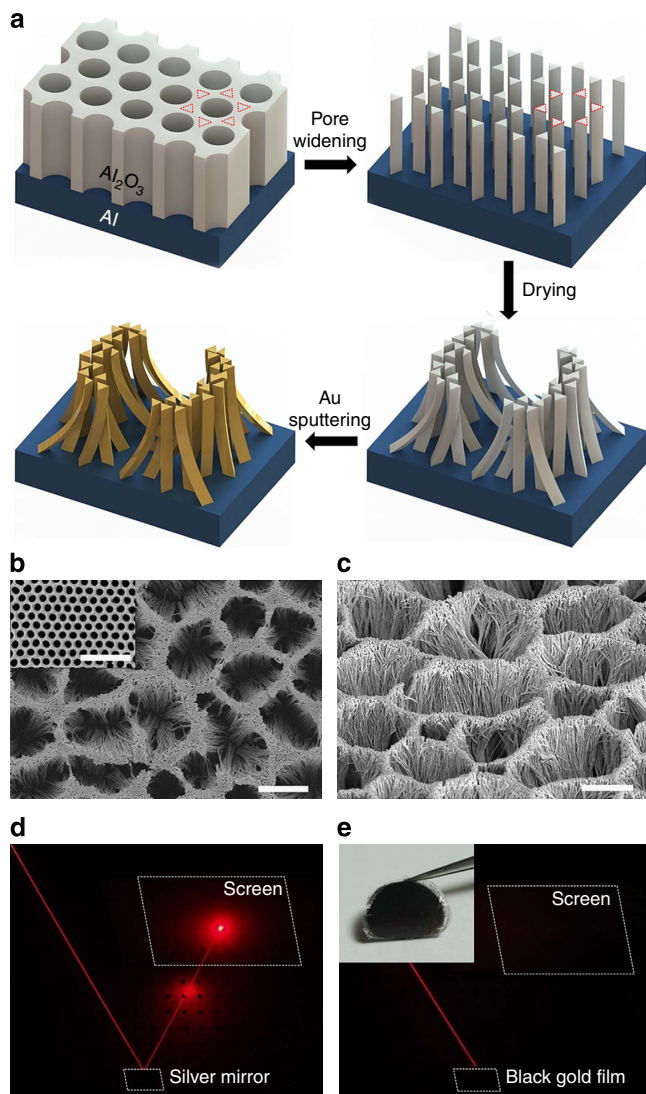 a
Pore
widening
Al₂O₃
Al
Drying
Au
sputtering
b
c
d
e
Screen
Screen
Silver mirror
Black gold film